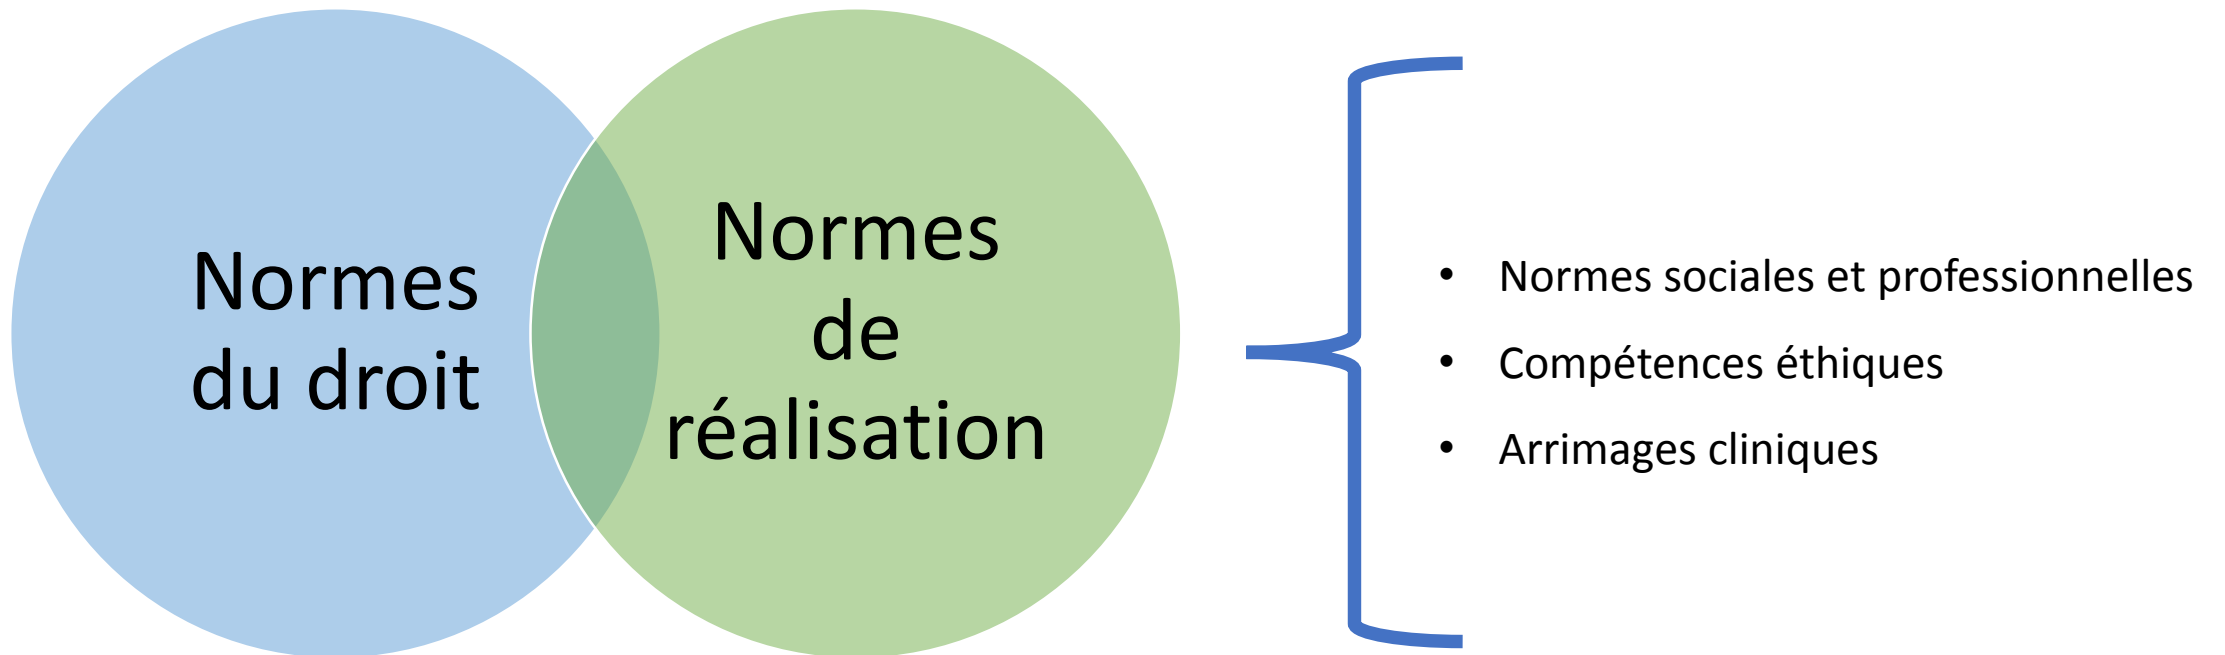 Normes
du droit
Normes
de
réalisation
• Normes sociales et professionnelles
• Compétences éthiques
• Arrimages cliniques